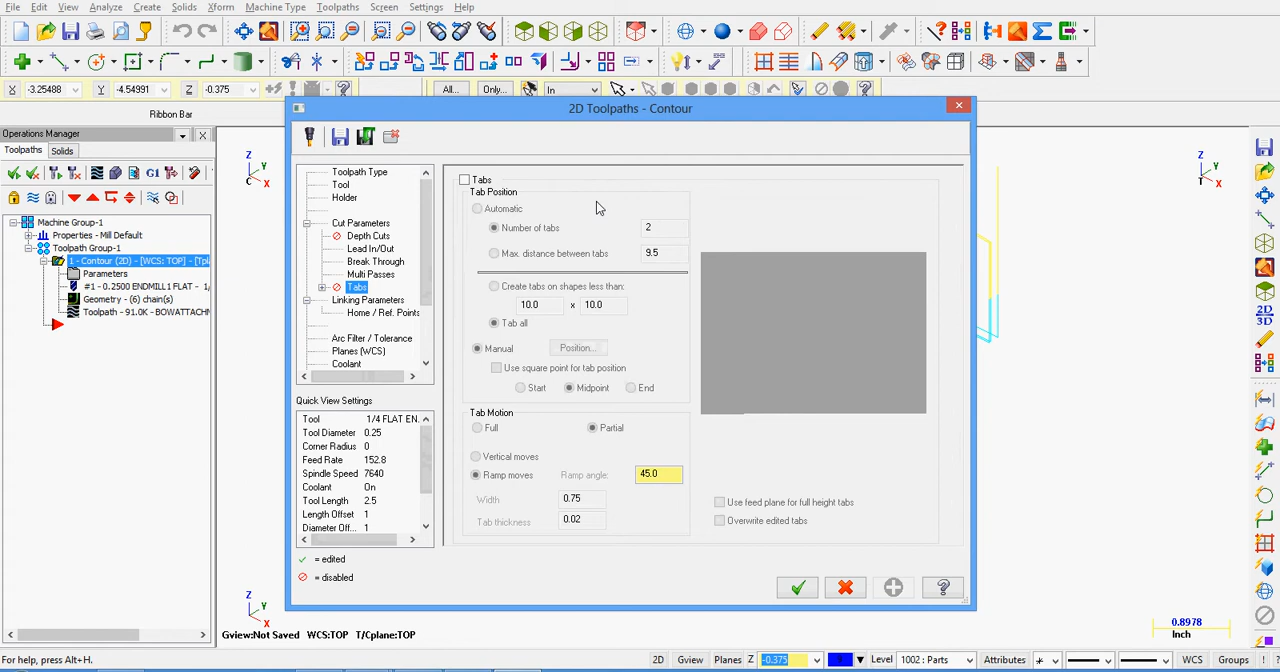 File Edit View Analyze Create Solids Xform Machine Type Toolpaths Screen Settings Help
X -3.25488 Y -4.54991 Z -0.375 All... Only... In
Ribbon Bar
Operations Manager
Toolpaths Solids
G1
Machine Group-1
Properties - Mill Default
Toolpath Group-1
1 - Contour (2D) - [WCS: TOP] - [Tpl
Parameters
#1 - 0.2500 ENDMILL1 FLAT - 1/
Geometry - (6) chain(s)
Toolpath - 91.0K - BOWATTACHN
2D Toolpaths - Contour
Toolpath Type
Tool
Holder
Cut Parameters
Depth Cuts
Lead In/Out
Break Through
Multi Passes
Tabs
Linking Parameters
Home / Ref. Points
Arc Filter / Tolerance
Planes (WCS)
Coolant
Quick View Settings
Tool 1/4 FLAT EN.
Tool Diameter 0.25
Corner Radius 0
Feed Rate 152.8
Spindle Speed 7640
Coolant On
Tool Length 2.5
Length Offset 1
Diameter Off... 1
= edited
= disabled
Tabs
Tab Position
Automatic
Number of tabs 2
Max. distance between tabs 9.5
Create tabs on shapes less than:
10.0 x 10.0
Tab all
Manual Position...
Use square point for tab position
Start Midpoint End
Tab Motion
Full Partial
Vertical moves
Ramp moves Ramp angle: 45.0
Width 0.75
Tab thickness 0.02
Use feed plane for full height tabs
Overwrite edited tabs
Z
Y
X
C
Z
Y
X
T
Z
Y
X
2D
3D
0.8978
Inch
Gview:Not Saved WCS:TOP T/Cplane:TOP
For help, press Alt+H.
2D Gview Planes Z -0.375 9 Level 1002 : Parts Attributes WCS Groups ?